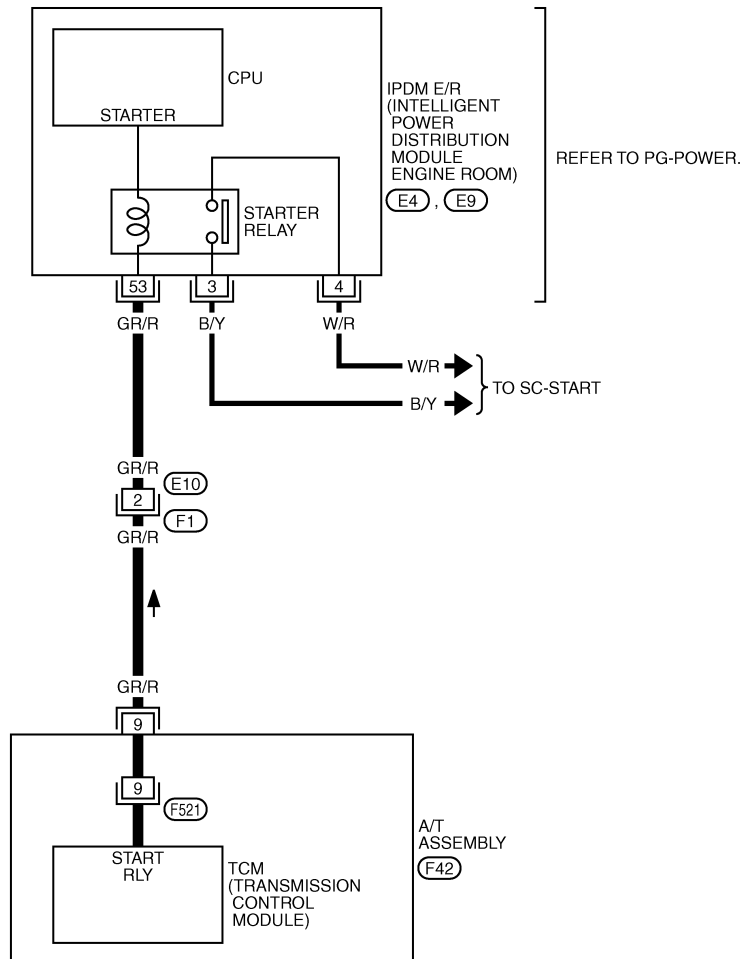 CPU
STARTER
IPDM E/R
(INTELLIGENT
POWER
DISTRIBUTION
MODULE
ENGINE ROOM)
E4 , E9
REFER TO PG-POWER.
STARTER
RELAY
53
3
4
GR/R
B/Y
W/R
W/R
B/Y
TO SC-START
GR/R
E10
2
F1
GR/R
GR/R
9
9
F521
A/T
ASSEMBLY
F42
START
RLY
TCM
(TRANSMISSION
CONTROL
MODULE)